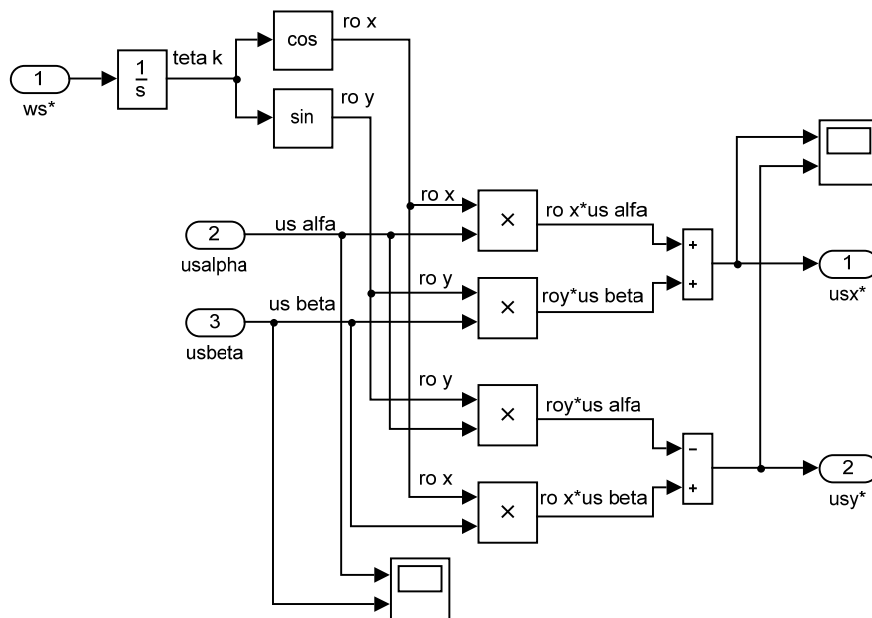 ro x
cos
teta k
1
1
s
ws*
ro y
sin
ro x
×
ro x*us alfa
us alfa
2
usalpha
+
+
1
usx*
ro y
×
roy*us beta
us beta
3
usbeta
ro y
×
roy*us alfa
−
+
2
usy*
ro x
×
ro x*us beta